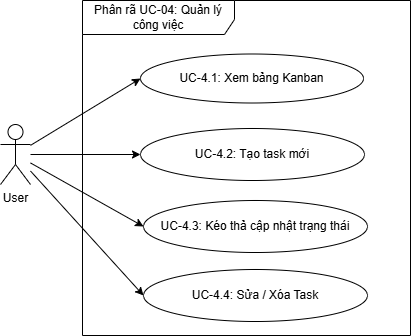 Phân rã UC-04: Quản lý
công việc
UC-4.1: Xem bảng Kanban
UC-4.2: Tạo task mới
User
UC-4.3: Kéo thả cập nhật trạng thái
UC-4.4: Sửa / Xóa Task